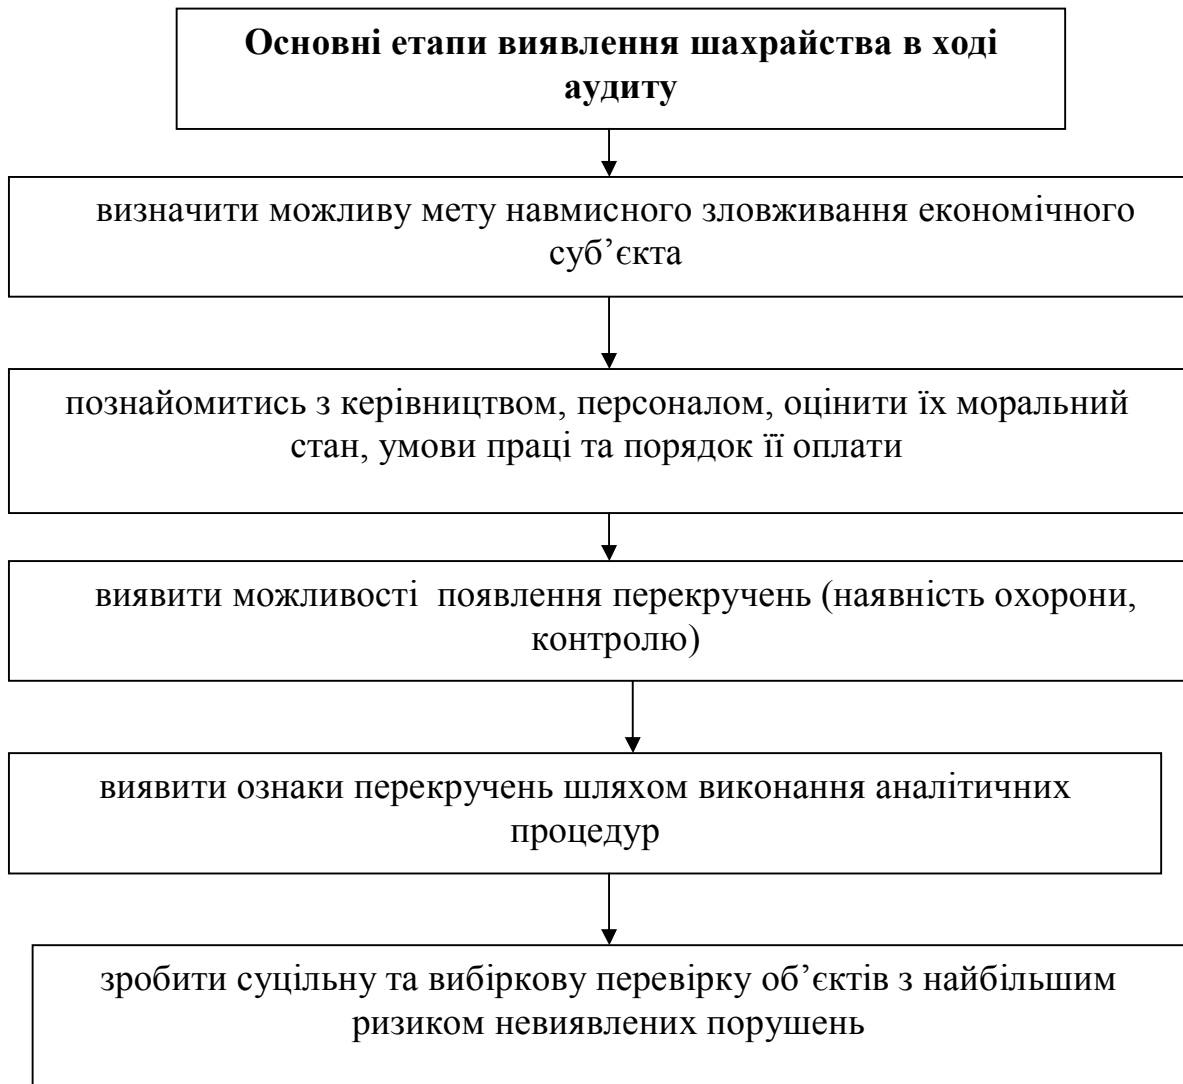 Основні етапи виявлення шахрайства в ході
аудиту
визначити можливу мету навмисного зловживання економічного
суб’єкта
познайомитись з керівництвом, персоналом, оцінити їх моральний
стан, умови праці та порядок її оплати
виявити можливості  появлення перекручень (наявність охорони,
контролю)
виявити ознаки перекручень шляхом виконання аналітичних
процедур
зробити суцільну та вибіркову перевірку об’єктів з найбільшим
ризиком невиявлених порушень